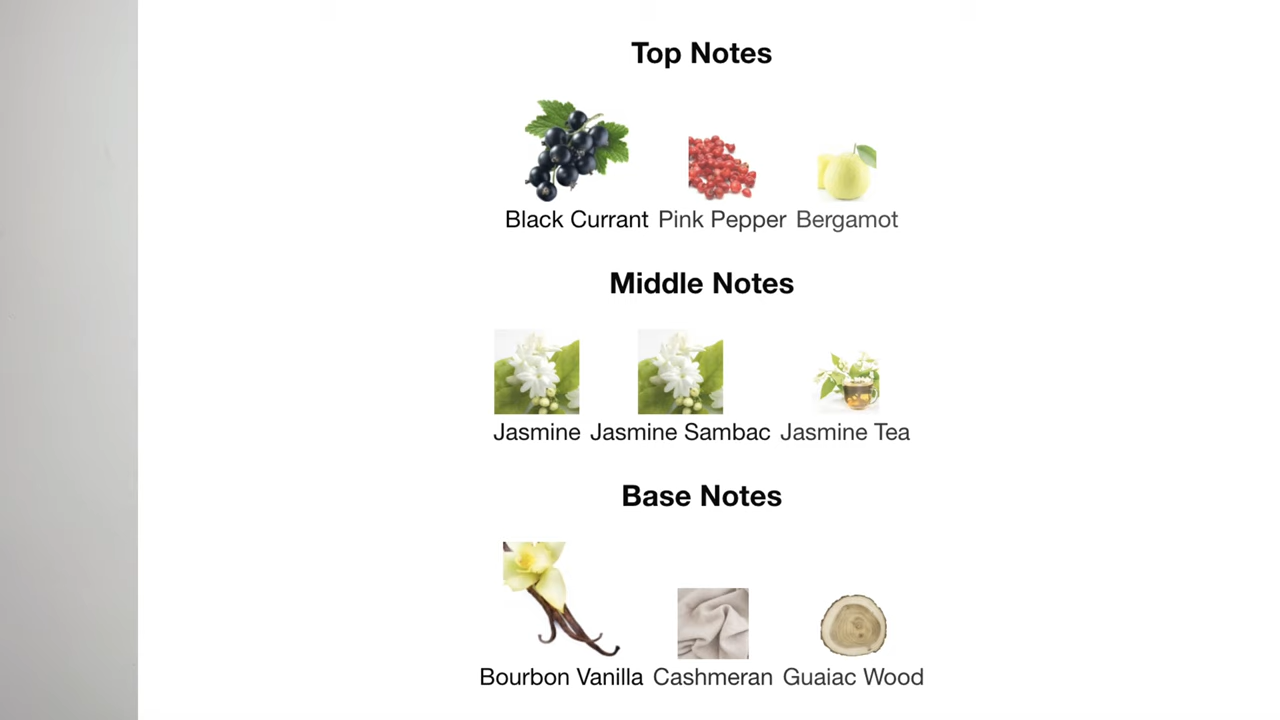 Top Notes
Black Currant Pink Pepper Bergamot
Middle Notes
Jasmine Jasmine Sambac Jasmine Tea
Base Notes
Bourbon Vanilla Cashmeran Guaiac Wood